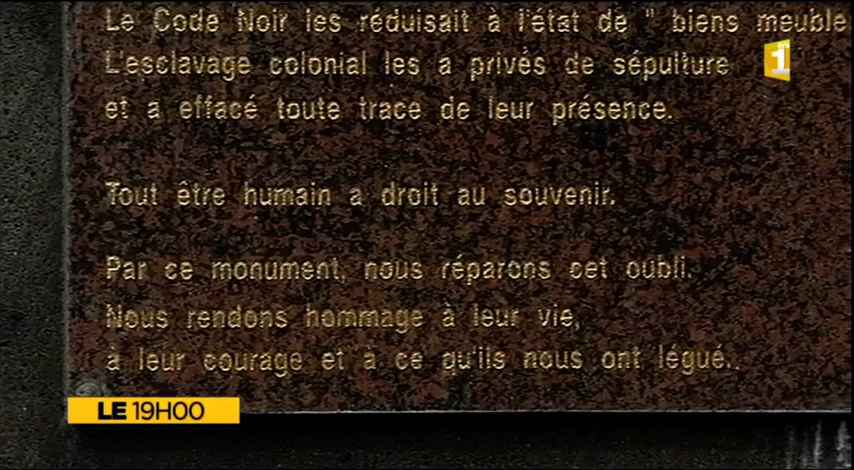 Le Code Noir les réduisait à l'état de " biens meuble
L'esclavage colonial les a privés de sépulture
et a effacé toute trace de leur présence.
Tout être humain a droit au souvenir.
Par ce monument, nous réparons cet oubli.
Nous rendons hommage à leur vie,
à leur courage et à ce qu'ils nous ont légué.
1
LE 19H00